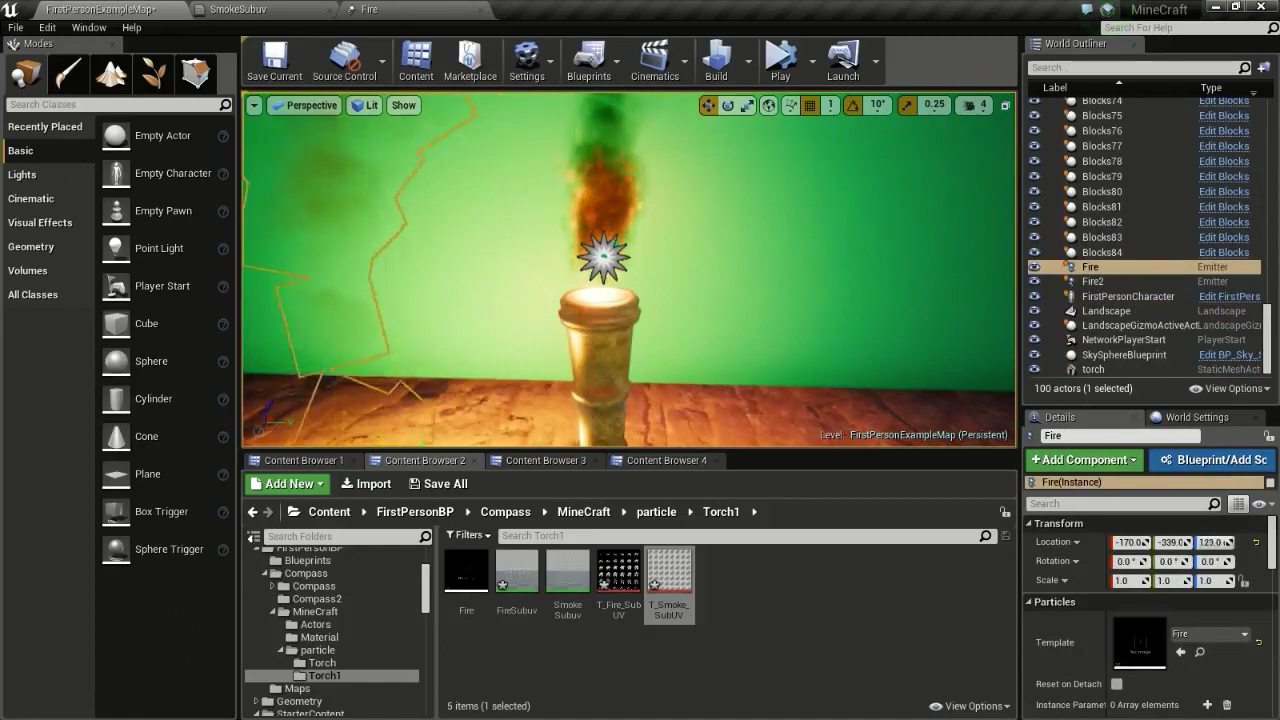 FirstPersonExampleMap*
SmokeSubuv
Fire
MineCraft
File
Edit
Window
Help
Search For Help
Modes
Search Classes
Recently Placed
Basic
Lights
Cinematic
Visual Effects
Geometry
Volumes
All Classes
Empty Actor
Empty Character
Empty Pawn
Point Light
Player Start
Cube
Sphere
Cylinder
Cone
Plane
Box Trigger
Sphere Trigger
Save Current
Source Control
Content
Marketplace
Settings
Blueprints
Cinematics
Build
Play
Launch
Perspective
Lit
Show
1
10°
0.25
4
Level: FirstPersonExampleMap (Persistent)
Content Browser 1
Content Browser 2
Content Browser 3
Content Browser 4
Add New
Import
Save All
Content
FirstPersonBP
Compass
MineCraft
particle
Torch1
Search Folders
Filters
Search Torch1
FirstPersonBP
Blueprints
Compass
Compass
Compass2
MineCraft
Actors
Material
particle
Torch
Torch1
Maps
Geometry
StarterContent
Fire
FireSubuv
Smoke
Subuv
T_Fire_Sub
UV
T_Smoke_
SubUV
5 items (1 selected)
View Options
World Outliner
Search...
Label
Type
Blocks74 Edit Blocks
Blocks75 Edit Blocks
Blocks76 Edit Blocks
Blocks77 Edit Blocks
Blocks78 Edit Blocks
Blocks79 Edit Blocks
Blocks80 Edit Blocks
Blocks81 Edit Blocks
Blocks82 Edit Blocks
Blocks83 Edit Blocks
Blocks84 Edit Blocks
Fire Emitter
Fire2 Emitter
FirstPersonCharacter Edit FirstPers
Landscape Landscape
LandscapeGizmoActiveAct LandscapeGiz
NetworkPlayerStart PlayerStart
SkySphereBlueprint Edit BP_Sky_S
torch StaticMeshAct
100 actors (1 selected)
View Options
Details
World Settings
Fire
+Add Component
Blueprint/Add Sc
Fire(Instance)
Search
Transform
Location -170.0 -339.0 129.0
Rotation 0.0° 0.0° 0.0°
Scale 1.0 1.0 1.0
Particles
Template
Fire
Reset on Detach
Instance Paramet 0 Array elements